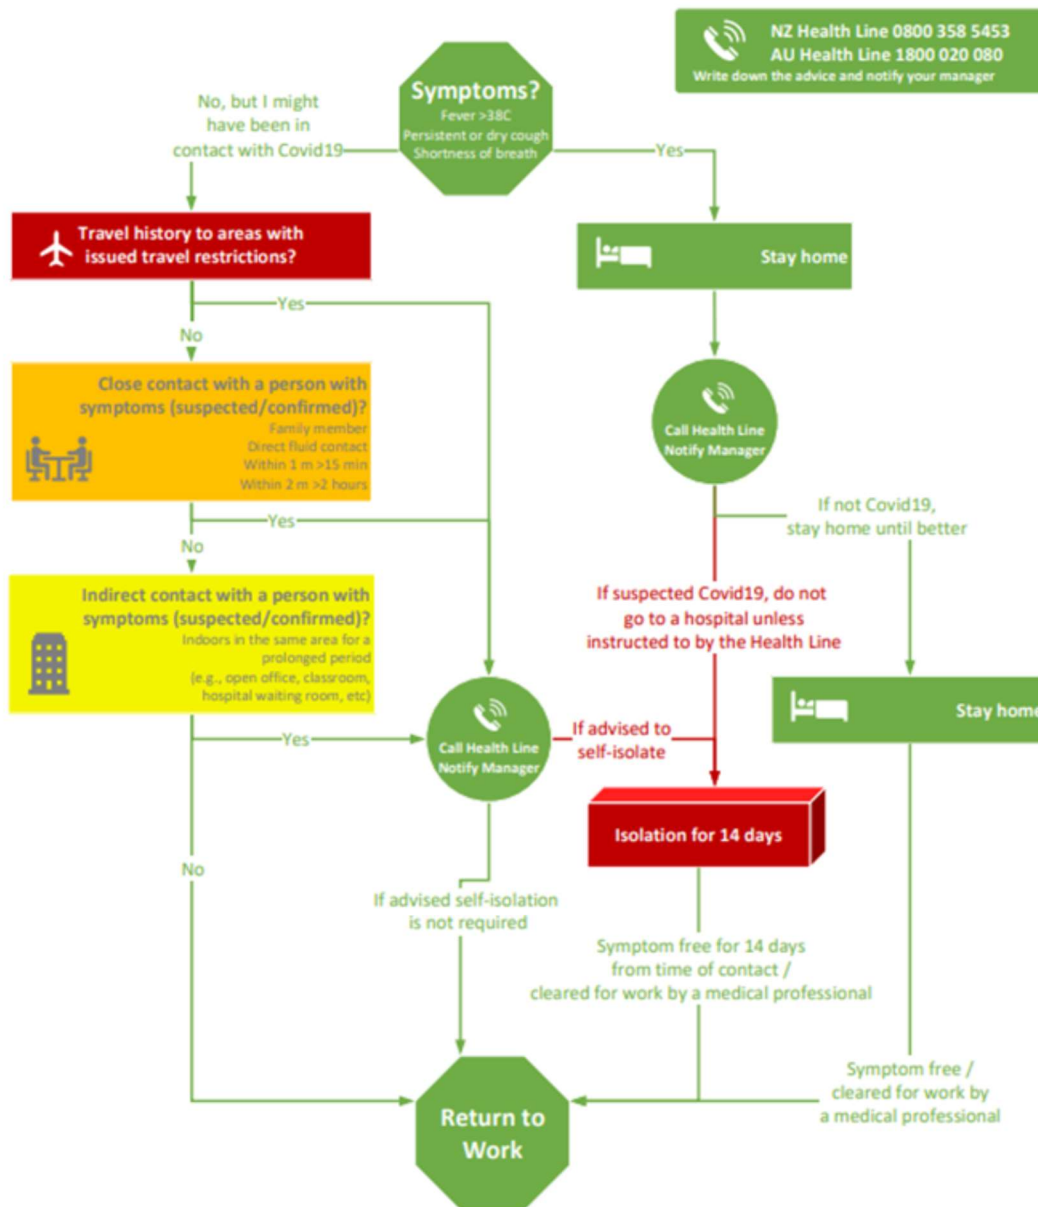 NZ Health Line 0800 358 5453
AU Health Line 1800 020 080
Write down the advice and notify your manager
Symptoms?
Fever >38C
Persistent or dry cough
Shortness of breath
No, but I might
have been in
contact with Covid19
Yes
Travel history to areas with
issued travel restrictions?
Stay home
Yes
No
Close contact with a person with
symptoms (suspected/confirmed)?
Family member
Direct fluid contact
Within 1 m >15 min
Within 2 m >2 hours
Call Health Line
Notify Manager
Yes
No
If not Covid19,
stay home until better
Indirect contact with a person with
symptoms (suspected/confirmed)?
Indoors in the same area for a
prolonged period
(e.g., open office, classroom,
hospital waiting room, etc)
If suspected Covid19, do not
go to a hospital unless
instructed to by the Health Line
Stay home
Yes
Call Health Line
Notify Manager
If advised to
self-isolate
Isolation for 14 days
No
If advised self-isolation
is not required
Symptom free for 14 days
from time of contact /
cleared for work by a medical professional
Symptom free /
cleared for work by
a medical professional
Return to
Work